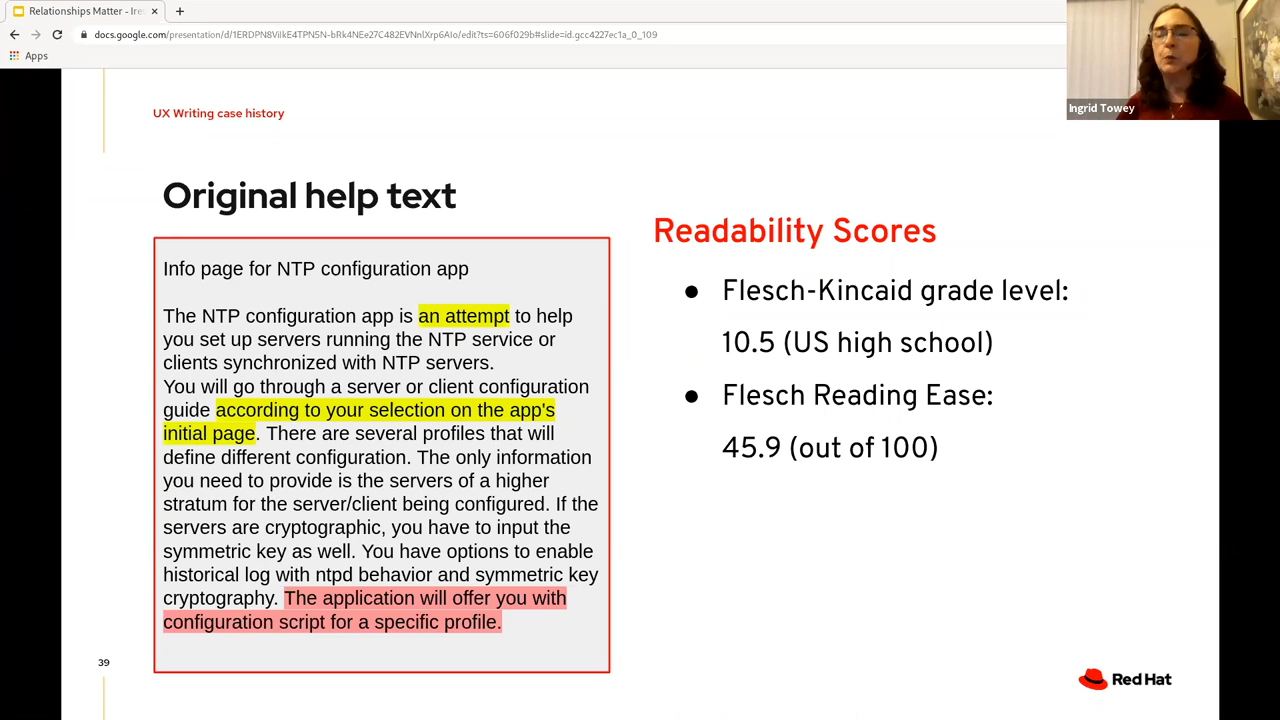 Relationships Matter - Ire
docs.google.com/presentation/d/1ERDPN8VilkE4TPN5N-bRk4NEe27C482EVNnlXrp6AIo/edit?ts=606f029b#slide=id.gcc4227ec1a_0_109
Apps
Ingrid Towey
UX Writing case history
Original help text
Info page for NTP configuration app
The NTP configuration app is an attempt to help
you set up servers running the NTP service or
clients synchronized with NTP servers.
You will go through a server or client configuration
guide according to your selection on the app's
initial page. There are several profiles that will
define different configuration. The only information
you need to provide is the servers of a higher
stratum for the server/client being configured. If the
servers are cryptographic, you have to input the
symmetric key as well. You have options to enable
historical log with ntpd behavior and symmetric key
cryptography. The application will offer you with
configuration script for a specific profile.
Readability Scores
● Flesch-Kincaid grade level:
10.5 (US high school)
● Flesch Reading Ease:
45.9 (out of 100)
39
Red Hat